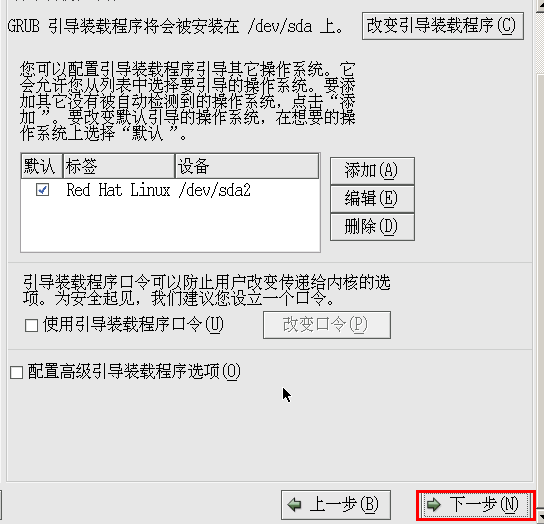 GRUB 引导装载程序将会被安装在 /dev/sda 上。 改变引导装载程序(C)
您可以配置引导装载程序引导其它操作系统。它
会允许您从列表中选择要引导的操作系统。要添
加其它没有被自动检测到的操作系统，点击“添
加 ”。要改变默认引导的操作系统，在想要的操
作系统上选择 “默认 ”。
默认 标签 设备
Red Hat Linux /dev/sda2
添加(A)
编辑(E)
删除(D)
引导装载程序口令可以防止用户改变传递给内核的选
项。为安全起见，我们建议您设立一个口令。
使用引导装载程序口令(U) 改变口令(P)
配置高级引导装载程序选项(O)
上一步(B) 下一步(N)